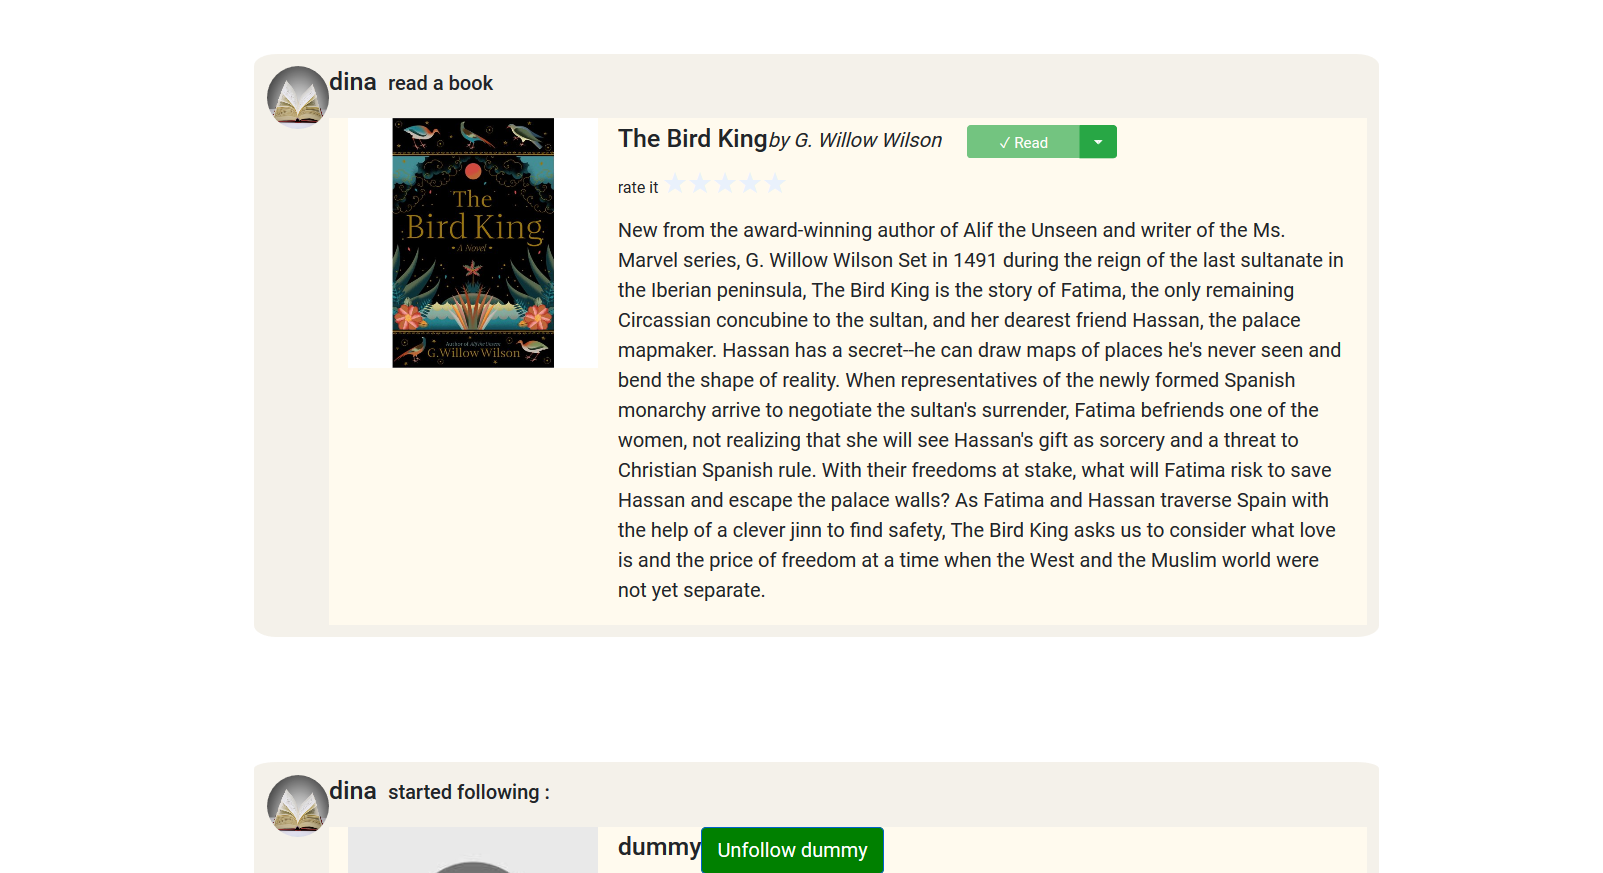 dina read a book
The
Bird King
• A Novel •
Author of Alif the Unseen
G. Willow Wilson
The Bird King by G. Willow Wilson ✓ Read
rate it ★★★★★
New from the award-winning author of Alif the Unseen and writer of the Ms.
Marvel series, G. Willow Wilson Set in 1491 during the reign of the last sultanate in
the Iberian peninsula, The Bird King is the story of Fatima, the only remaining
Circassian concubine to the sultan, and her dearest friend Hassan, the palace
mapmaker. Hassan has a secret--he can draw maps of places he's never seen and
bend the shape of reality. When representatives of the newly formed Spanish
monarchy arrive to negotiate the sultan's surrender, Fatima befriends one of the
women, not realizing that she will see Hassan's gift as sorcery and a threat to
Christian Spanish rule. With their freedoms at stake, what will Fatima risk to save
Hassan and escape the palace walls? As Fatima and Hassan traverse Spain with
the help of a clever jinn to find safety, The Bird King asks us to consider what love
is and the price of freedom at a time when the West and the Muslim world were
not yet separate.
dina started following :
dummy Unfollow dummy